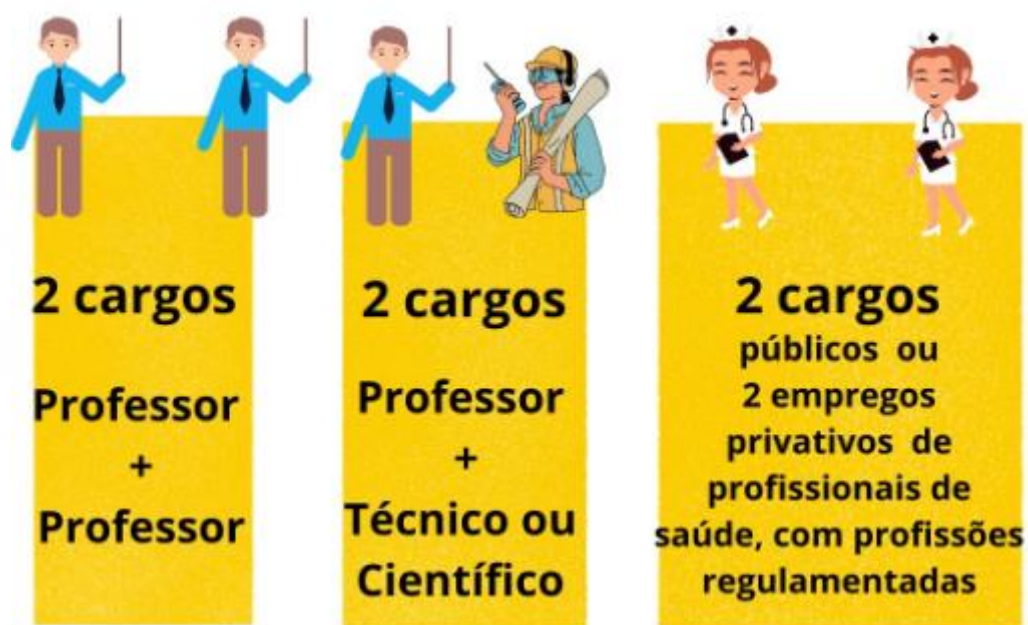 2 cargos
Professor
+
Professor
2 cargos
Professor
+
Técnico ou
Científico
2 cargos
públicos ou
2 empregos
privativos de
profissionais de
saúde, com profissões
regulamentadas